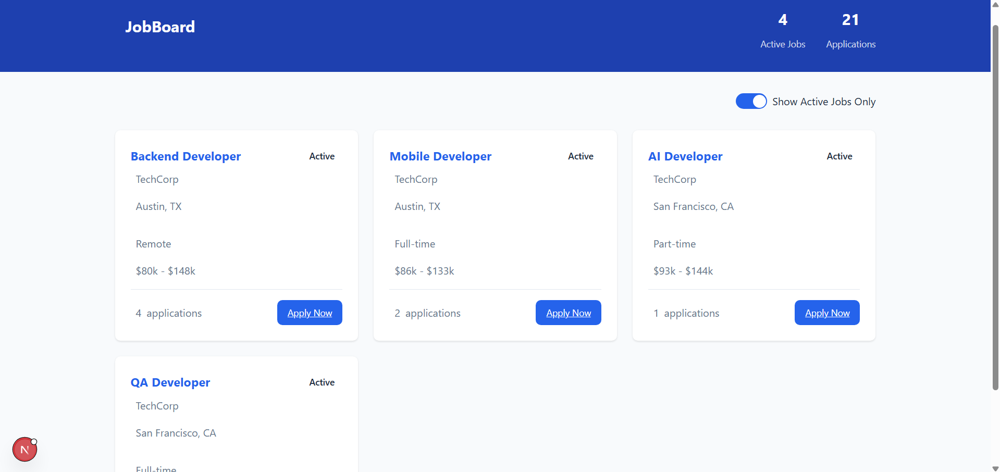 JobBoard
4
Active Jobs
21
Applications
Show Active Jobs Only
Backend Developer
Active
TechCorp
Austin, TX
Remote
$80k - $148k
4 applications
Apply Now
Mobile Developer
Active
TechCorp
Austin, TX
Full-time
$86k - $133k
2 applications
Apply Now
AI Developer
Active
TechCorp
San Francisco, CA
Part-time
$93k - $144k
1 applications
Apply Now
QA Developer
Active
TechCorp
San Francisco, CA
Full-time
N